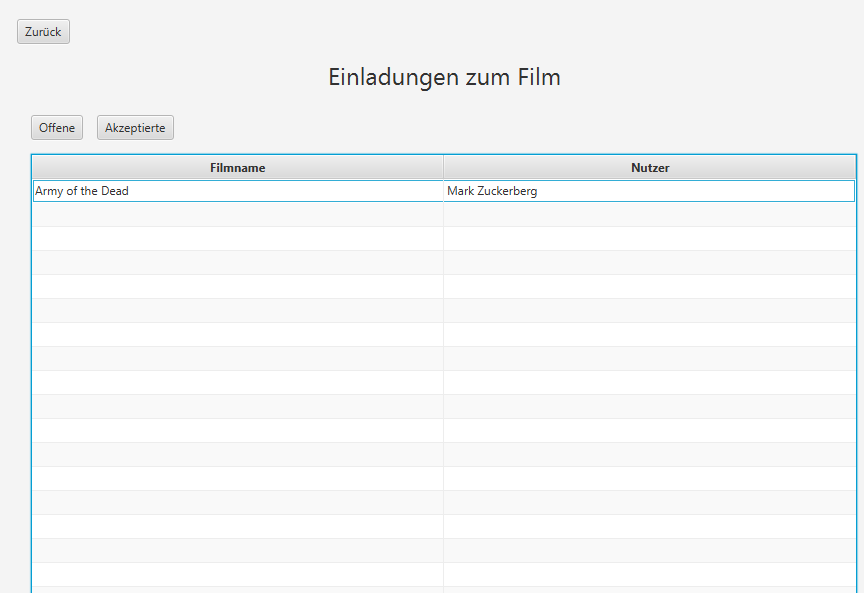 Zurück
Einladungen zum Film
Offene Akzeptierte
Filmname Nutzer
Army of the Dead Mark Zuckerberg